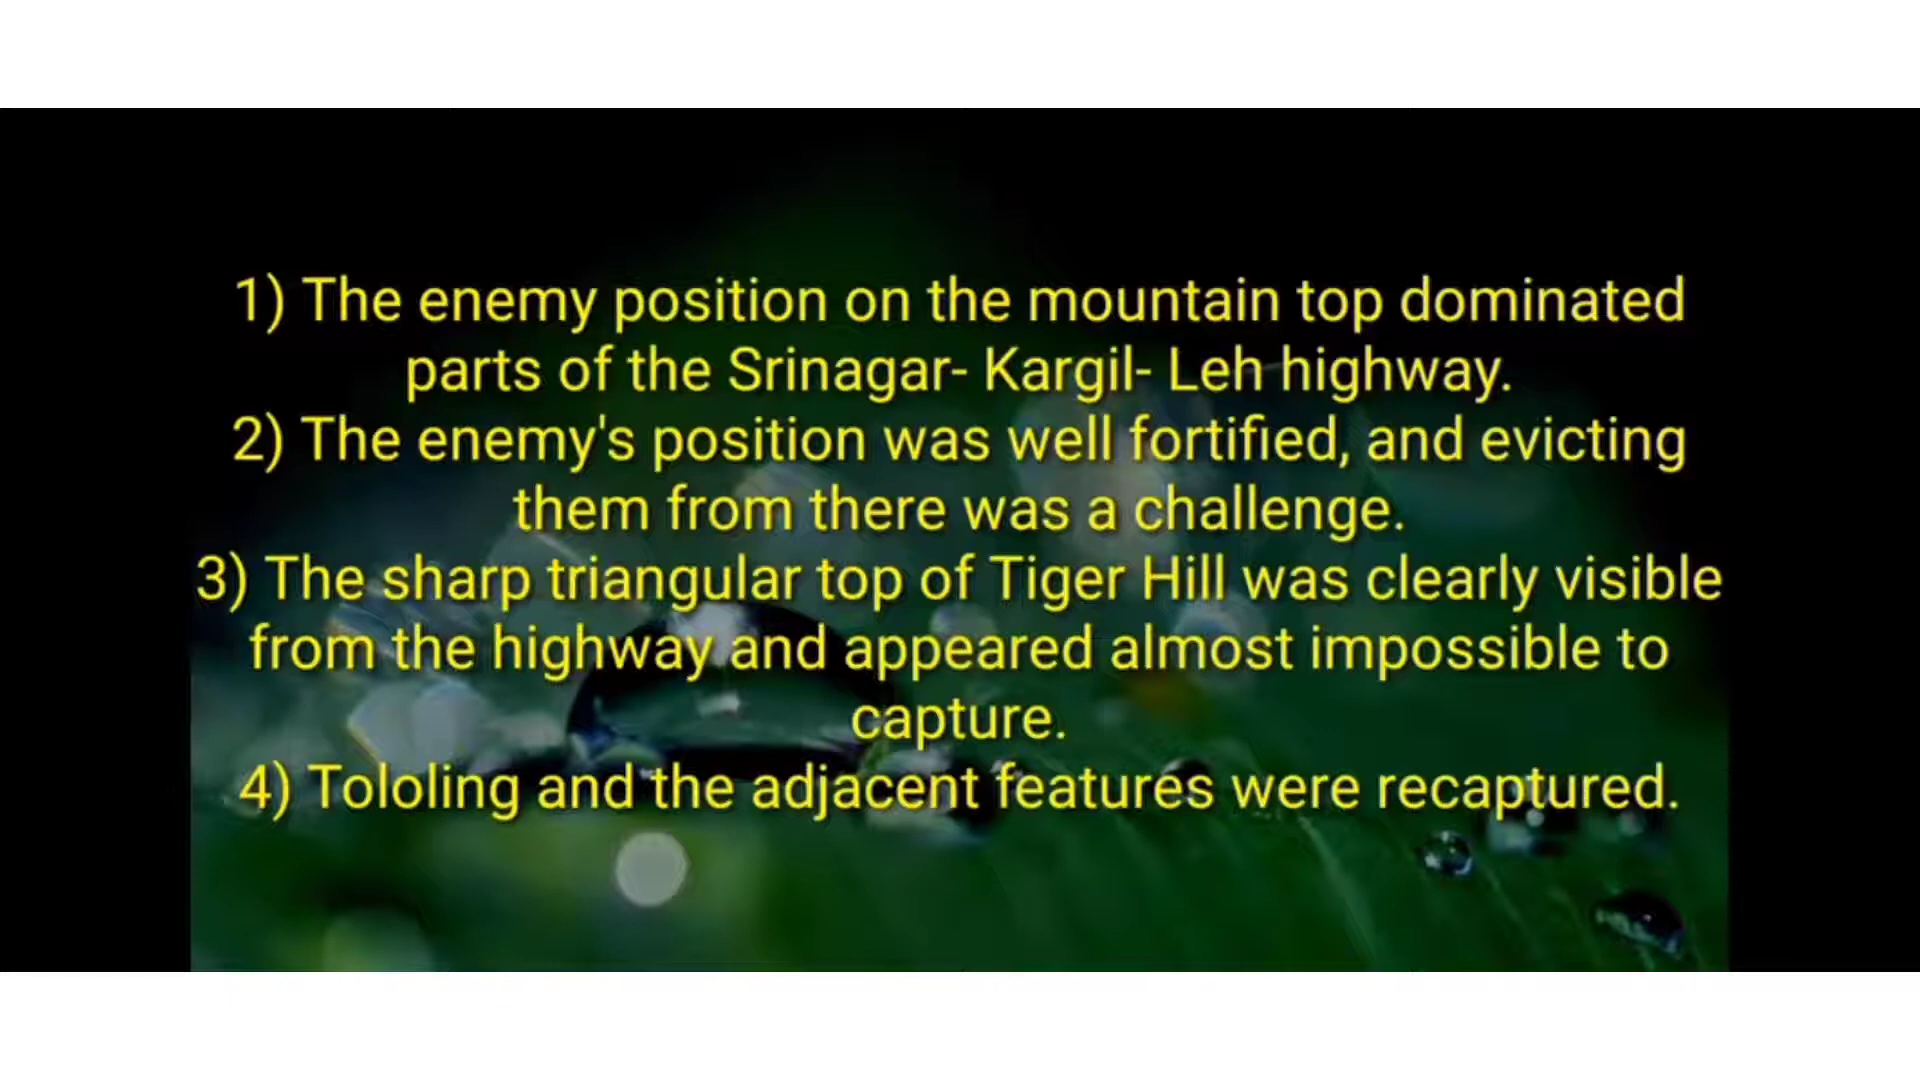 1) The enemy position on the mountain top dominated
parts of the Srinagar- Kargil- Leh highway.
2) The enemy's position was well fortified, and evicting
them from there was a challenge.
3) The sharp triangular top of Tiger Hill was clearly visible
from the highway and appeared almost impossible to
capture.
4) Tololing and the adjacent features were recaptured.